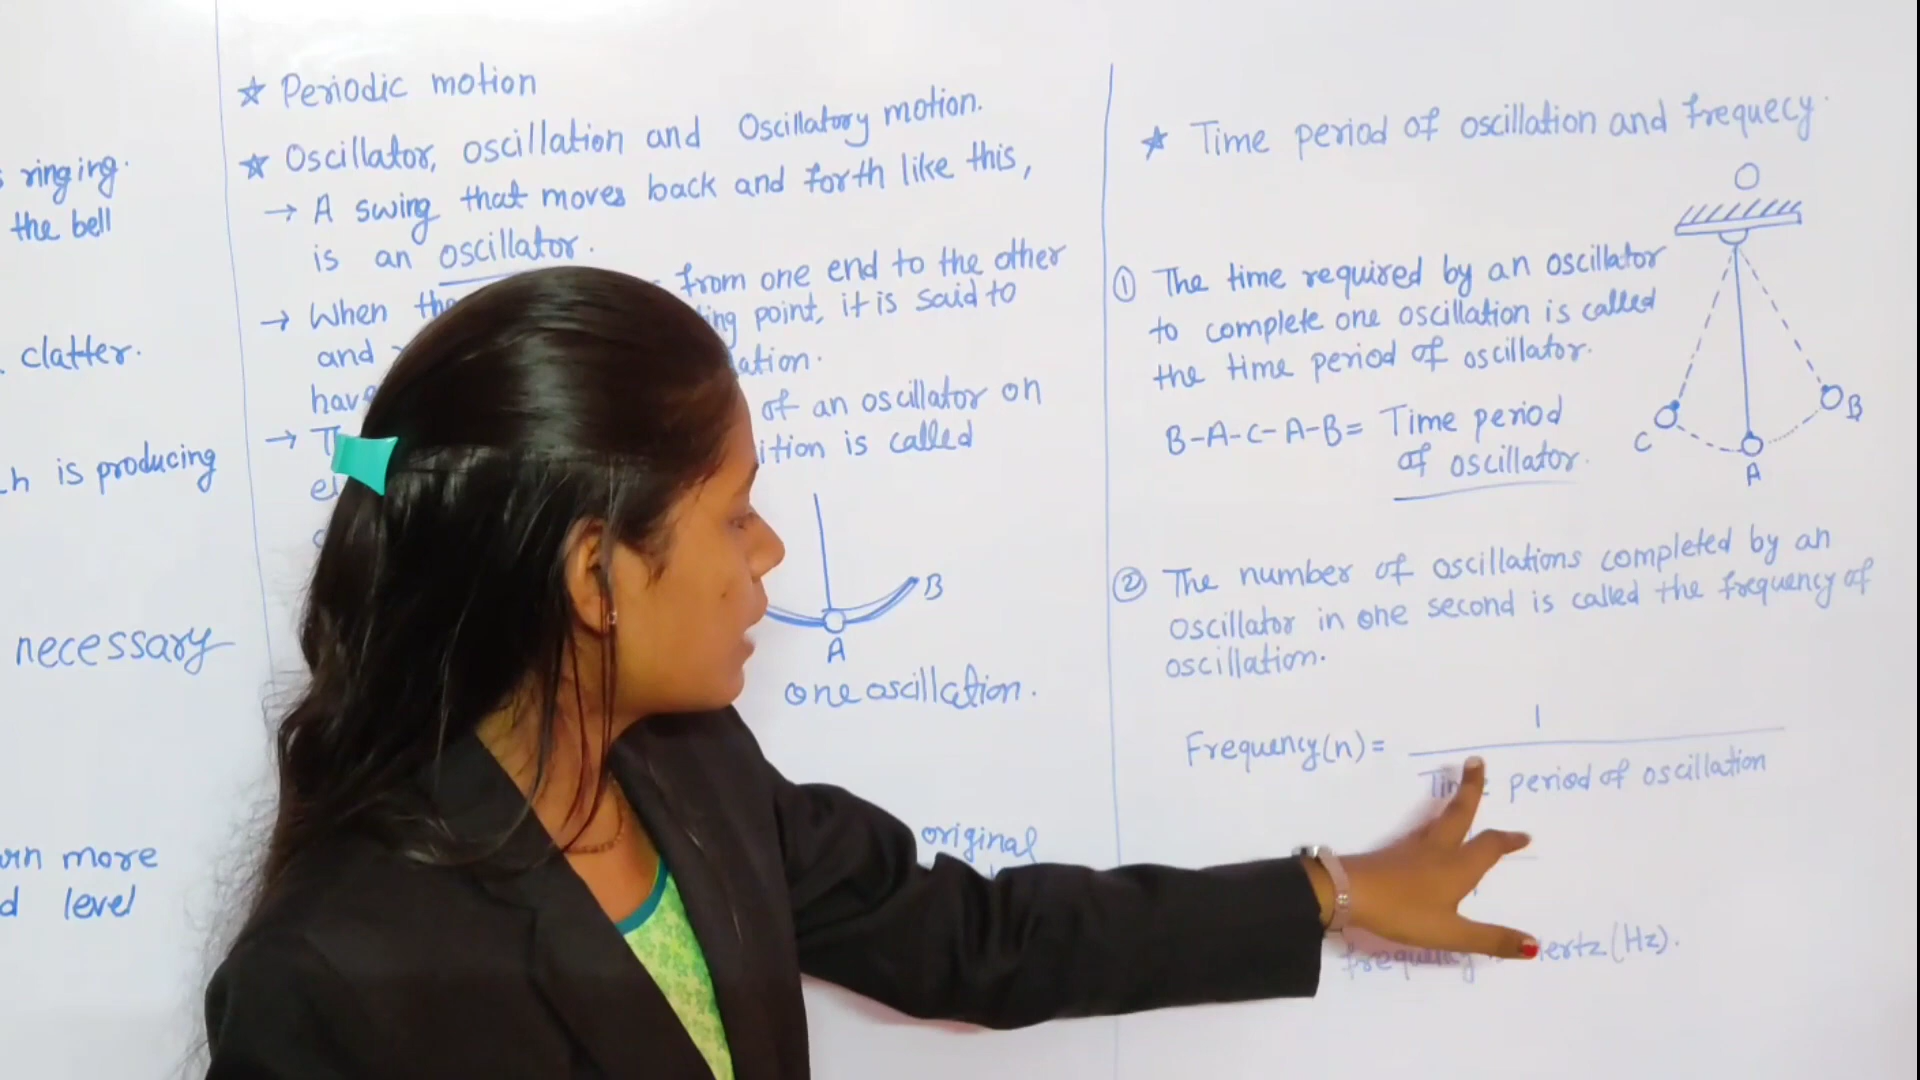 ringing.
the bell
clatter.
is producing
necessary
more
level
☆ Periodic motion
☆ Oscillator, oscillation and Oscillatory motion.
→ A swing that moves back and forth like this,
is an oscillator.
→ When from one end to the other
and point, it is said to
have
→ of an oscillator on
is called
B
A
one oscillation.
original
☆ Time period of oscillation and frequecy.
O
① The time required by an oscillator
to complete one oscillation is called
the time period of oscillator.
B-A-C-A-B= Time period
of oscillator.
C
A
B
② The number of oscillations completed by an
oscillator in one second is called the frequency of
oscillation.
Frequency(n)= 1
Time period of oscillation
frequency Hertz(Hz).